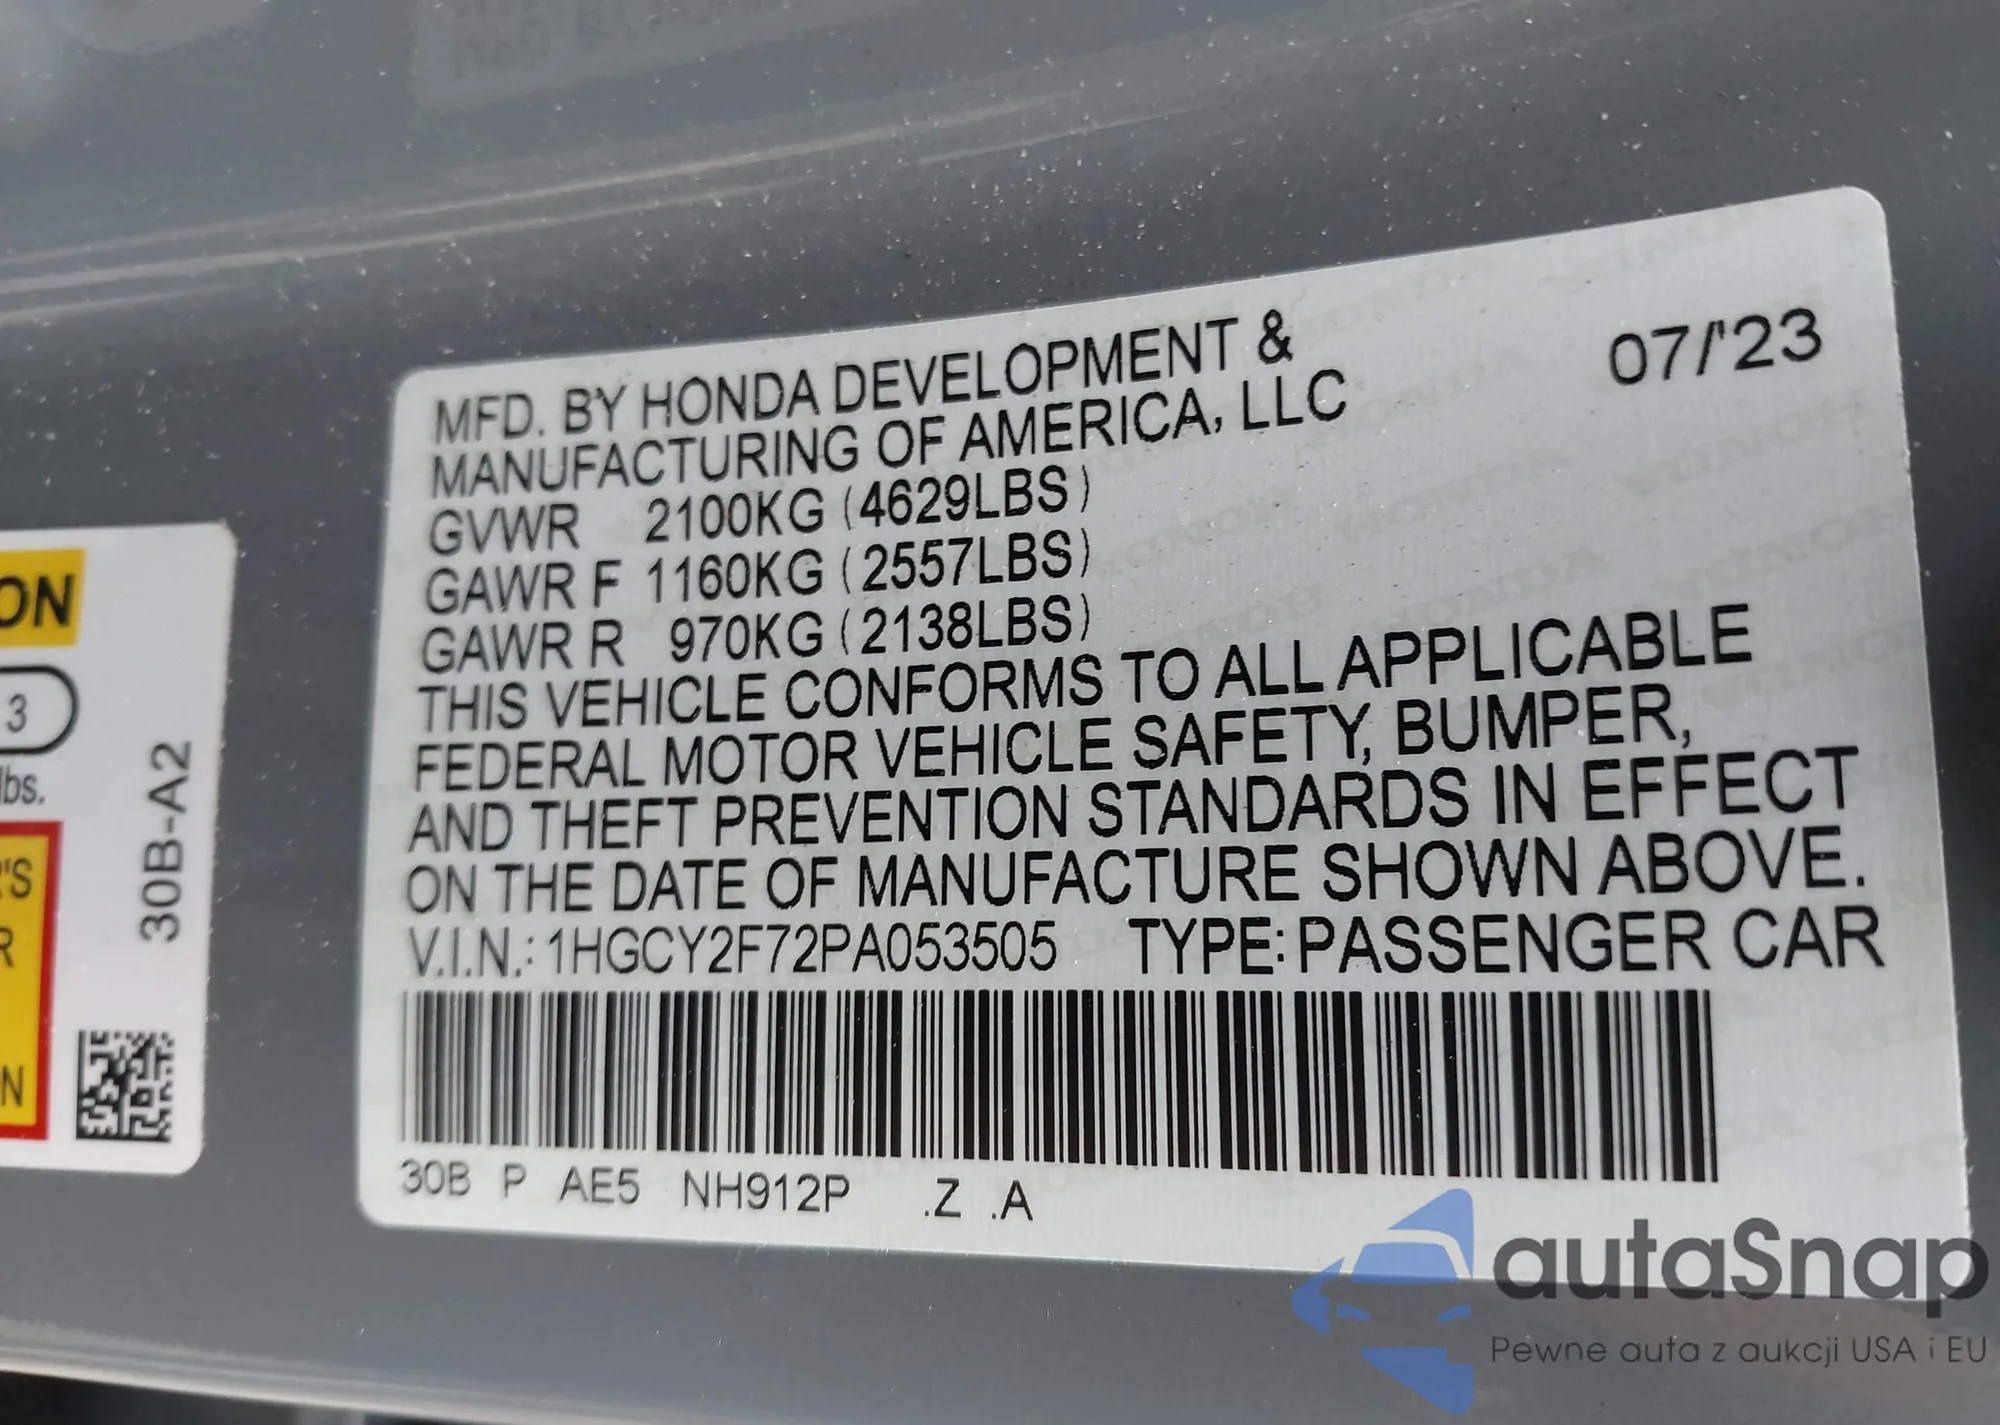 ON
3
lbs.
'S
R
N
30B-A2
07/'23
MFD. BY HONDA DEVELOPMENT &
MANUFACTURING OF AMERICA, LLC
GVWR 2100KG (4629LBS)
GAWR F 1160KG (2557LBS)
GAWR R 970KG (2138LBS)
THIS VEHICLE CONFORMS TO ALL APPLICABLE
FEDERAL MOTOR VEHICLE SAFETY, BUMPER,
AND THEFT PREVENTION STANDARDS IN EFFECT
ON THE DATE OF MANUFACTURE SHOWN ABOVE.
V.I.N.: 1HGCY2F72PA053505 TYPE: PASSENGER CAR
30B P AE5 NH912P .Z .A
autaSnap
Pewne auta z aukcji USA i EU